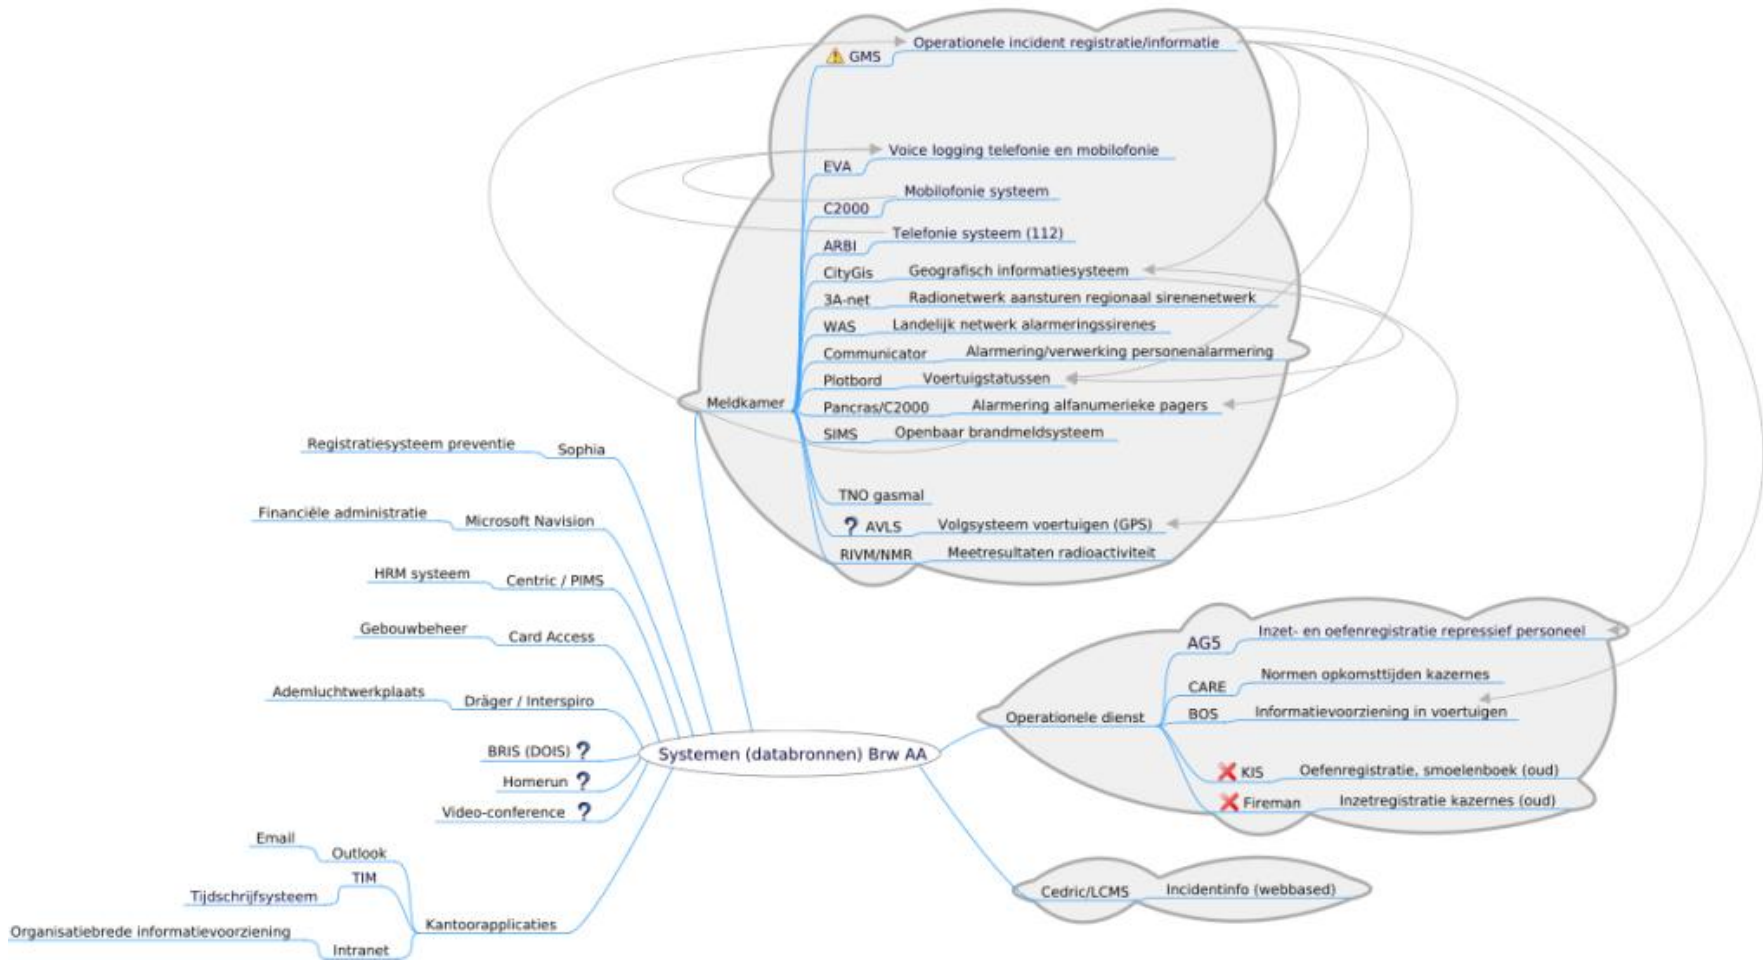 Operationele incident registratie/informatie
GMS
Voice logging telefonie en mobilofonie
EVA
Mobilofonie systeem
C2000
Telefonie systeem (112)
ARBI
CityGis Geografisch informatiesysteem
3A-net Radionetwerk aansturen regionaal sirenenetwerk
WAS Landelijk netwerk alarmeringssirenes
Communicator Alarmering/verwerking personenalarmering
Plotbord Voertuigstatussen
Meldkamer
Pancras/C2000 Alarmering alfanumerieke pagers
SIMS Openbaar brandmeldsysteem
TNO gasmal
? AVLS Volgsysteem voertuigen (GPS)
RIVM/NMR Meetresultaten radioactiviteit
Registratiesysteem preventie Sophia
Financiële administratie Microsoft Navision
HRM systeem Centric / PIMS
Gebouwbeheer Card Access
Ademluchtwerkplaats Dräger / Interspiro
BRIS (DOIS) ?
Homerun ?
Video-conference ?
Email
Outlook
TIM
Tijdschrijfsysteem
Kantoorapplicaties
Organisatiebrede informatievoorziening
Intranet
Systemen (databronnen) Brw AA
Inzet- en oefenregistratie repressief personeel
AG5
Normen opkomsttijden kazernes
CARE
Operationele dienst
BOS Informatievoorziening in voertuigen
KIS Oefenregistratie, smoelenboek (oud)
Fireman Inzetregistratie kazernes (oud)
Cedric/LCMS Incidentinfo (webbased)